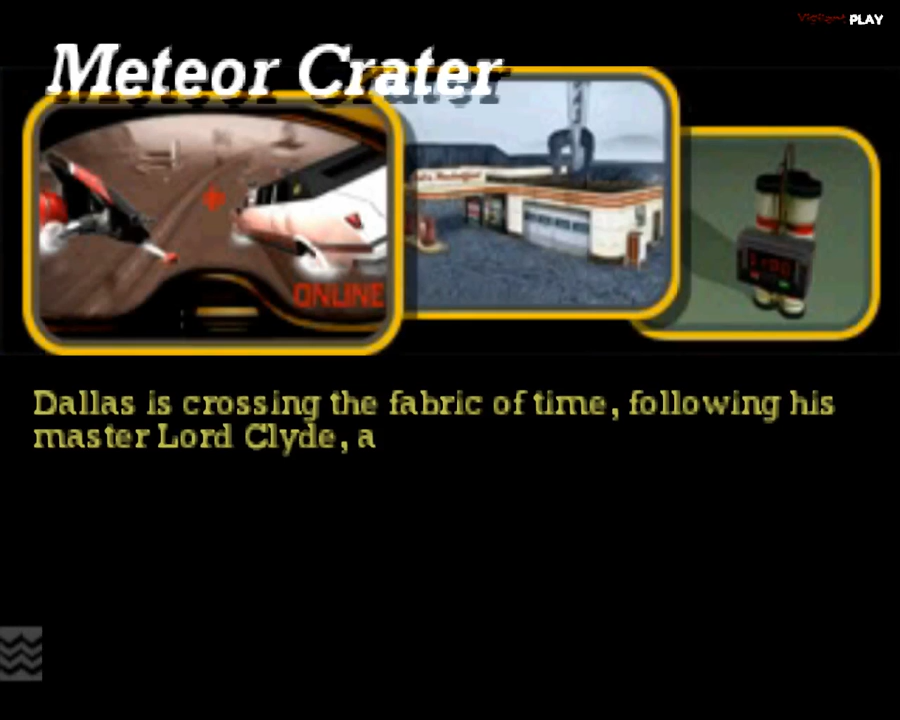 PLAY
Meteor Crater
ONLINE
Dallas is crossing the fabric of time, following his
master Lord Clyde, a